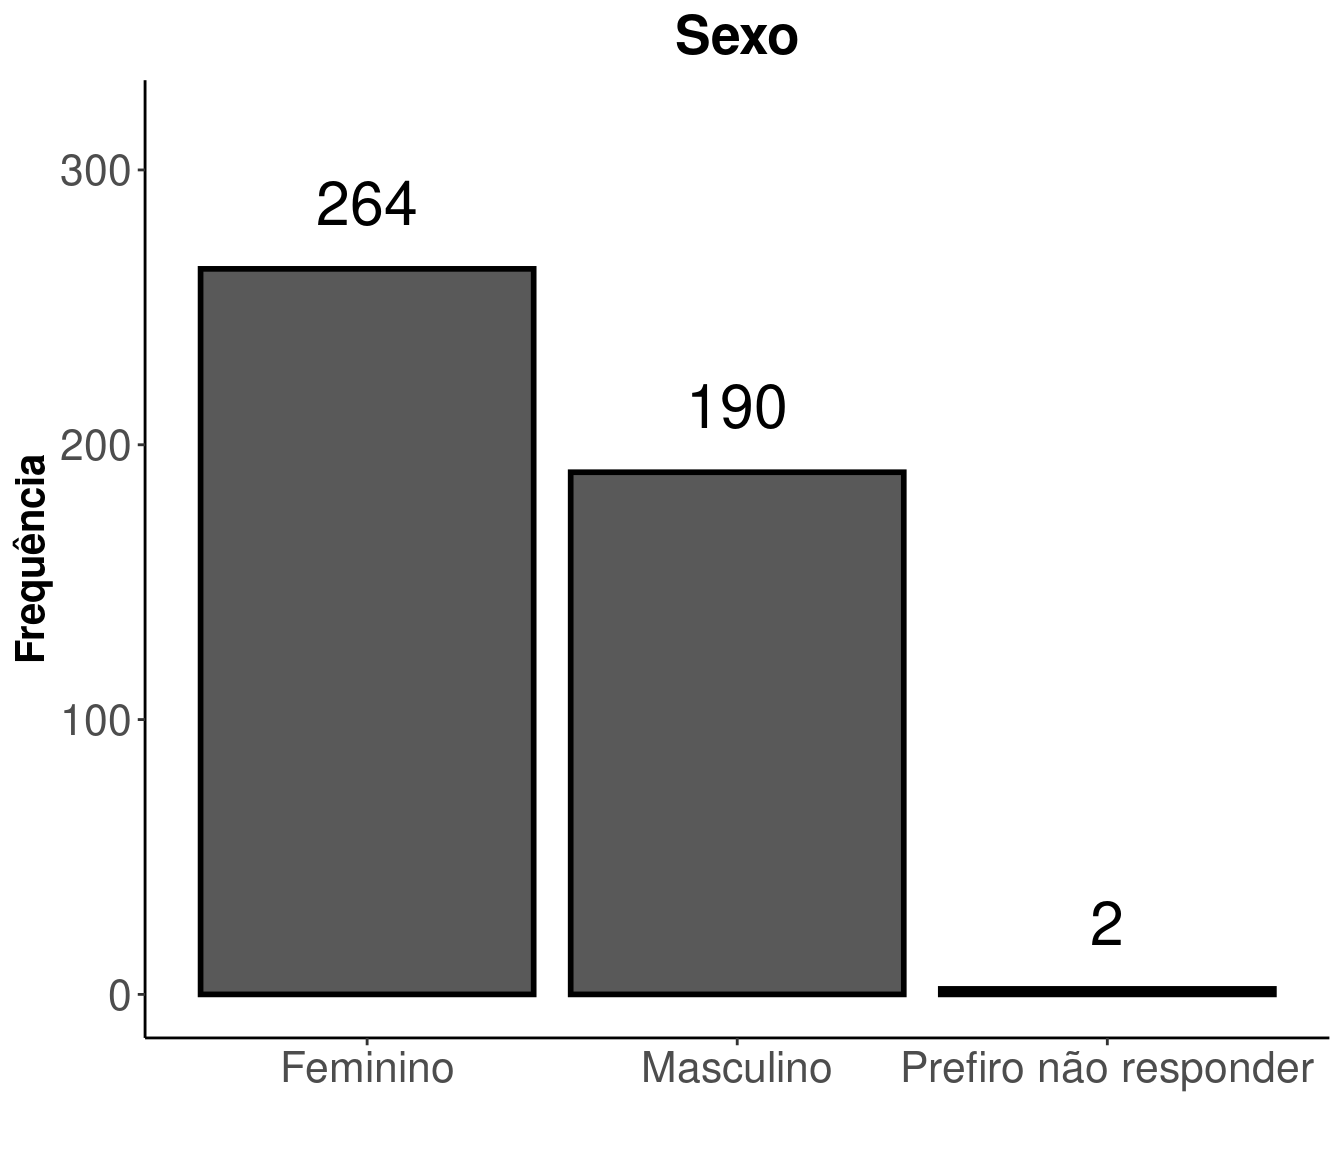 Sexo
Frequência
300
200
100
0
264
190
2
Feminino
Masculino
Prefiro não responder